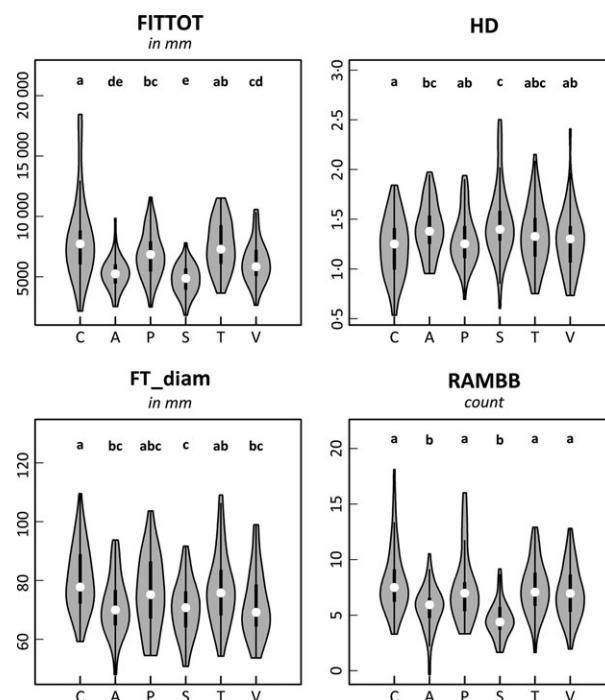 FITTOT
in mm
a de bc e ab cd
20 000
15 000
10 000
5000
C A P S T V
HD
a bc ab c abc ab
3·0
2·0
1·5
1·0
0·5
C A P S T V
FT_diam
in mm
a bc abc c ab bc
120
100
80
60
C A P S T V
RAMBB
count
a b a b a a
20
15
10
5
0
C A P S T V